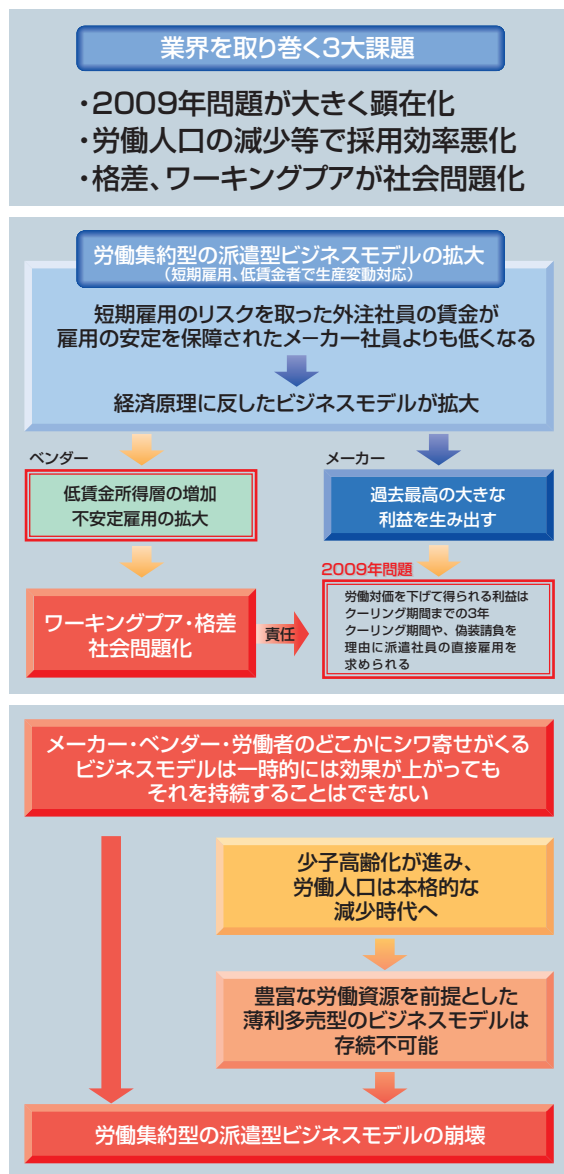 業界を取り巻く3大課題
・2009年問題が大きく顕在化
・労働人口の減少等で採用効率悪化
・格差、ワーキングプアが社会問題化
労働集約型の派遣型ビジネスモデルの拡大
（短期雇用、低賃金者で生産変動対応）
短期雇用のリスクを取った外注社員の賃金が
雇用の安定を保障されたメーカー社員よりも低くなる
経済原理に反したビジネスモデルが拡大
ベンダー
低賃金所得層の増加
不安定雇用の拡大
メーカー
過去最高の大きな
利益を生み出す
ワーキングプア・格差
社会問題化
責任
2009年問題
労働対価を下げて得られる利益は
クーリング期間までの3年
クーリング期間や、偽装請負を
理由に派遣社員の直接雇用を
求められる
メーカー・ベンダー・労働者のどこかにシワ寄せがくる
ビジネスモデルは一時的には効果が上がっても
それを持続することはできない
少子高齢化が進み、
労働人口は本格的な
減少時代へ
豊富な労働資源を前提とした
薄利多売型のビジネスモデルは
存続不可能
労働集約型の派遣型ビジネスモデルの崩壊